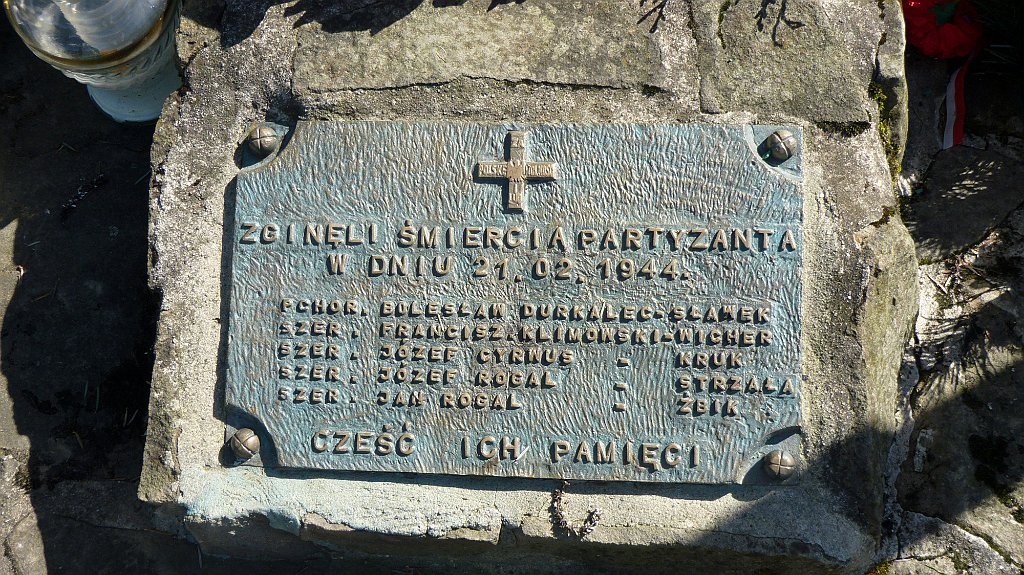 ZGINĘLI ŚMIERCIĄ PARTYZANTA
W DNIU 21.02.1944.
PCHOR. BOLESŁAW DURKALEC-SŁAWEK
SZER. FRANCISZ.KLIMOWSKI-WICHER
SZER. JÓZEF CYRWUS - KRUK
SZER. JÓZEF ROGAL - STRZAŁA
SZER. JAN ROGAL - ŻBIK.
CZEŚĆ ICH PAMIĘCI